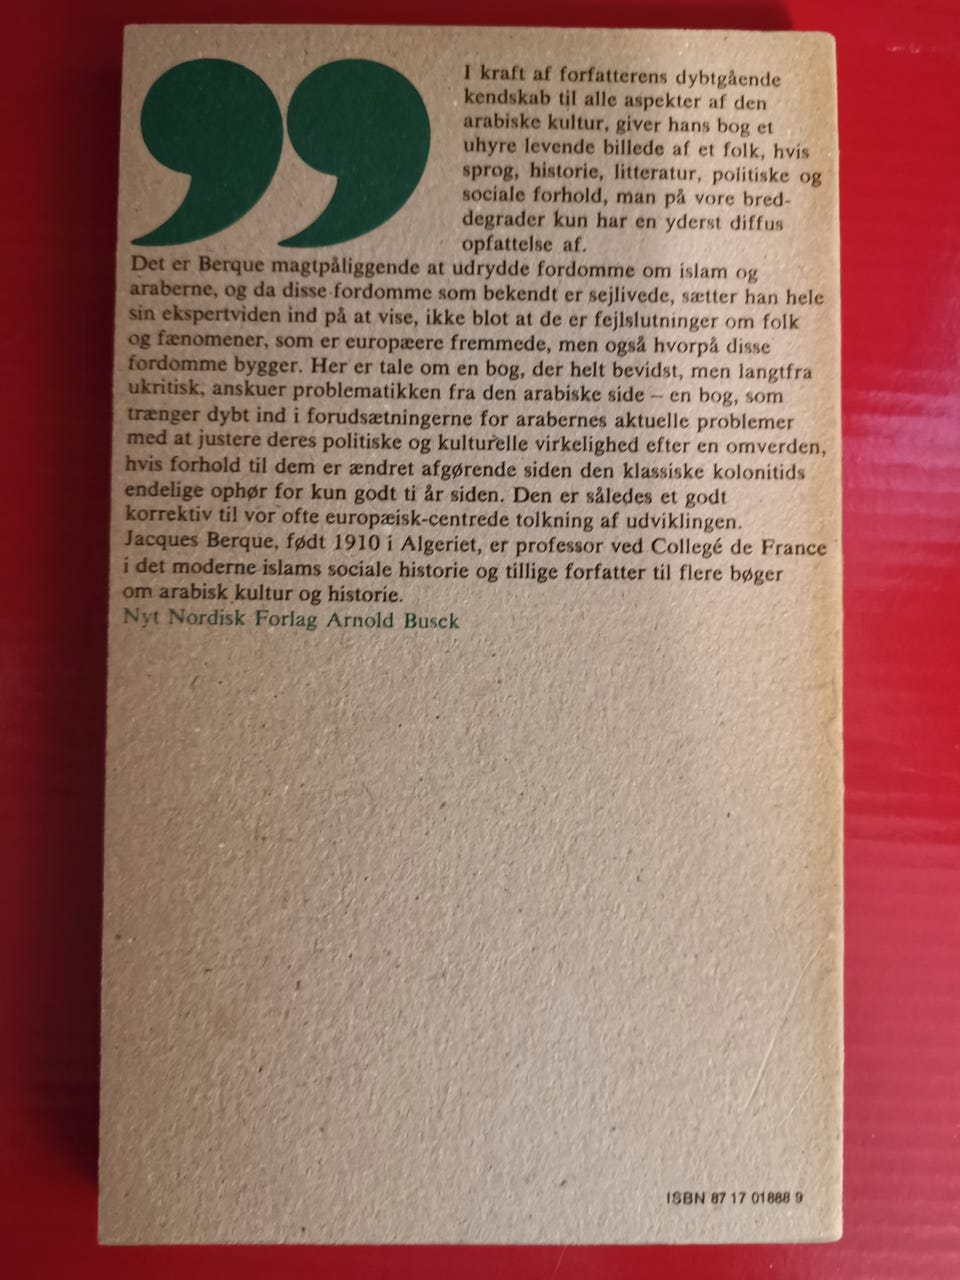 I kraft af forfatterens dybtgående
kendskab til alle aspekter af den
arabiske kultur, giver hans bog et
uhyre levende billede af et folk, hvis
sprog, historie, litteratur, politiske og
sociale forhold, man på vore bred-
degrader kun har en yderst diffus
opfattelse af.
Det er Berque magtpåliggende at udrydde fordomme om islam og
araberne, og da disse fordomme som bekendt er sejlivede, sætter han hele
sin ekspertviden ind på at vise, ikke blot at de er fejlslutninger om folk
og fænomener, som er europæere fremmede, men også hvorpå disse
fordomme bygger. Her er tale om en bog, der helt bevidst, men langtfra
ukritisk, anskuer problematikken fra den arabiske side – en bog, som
trænger dybt ind i forudsætningerne for arabernes aktuelle problemer
med at justere deres politiske og kulturelle virkelighed efter en omverden,
hvis forhold til dem er ændret afgørende siden den klassiske kolonitids
endelige ophør for kun godt ti år siden. Den er således et godt
korrektiv til vor ofte europæisk-centrede tolkning af udviklingen.
Jacques Berque, født 1910 i Algeriet, er professor ved Collegé de France
i det moderne islams sociale historie og tillige forfatter til flere bøger
om arabisk kultur og historie.
Nyt Nordisk Forlag Arnold Busck
ISBN 87 17 01888 9